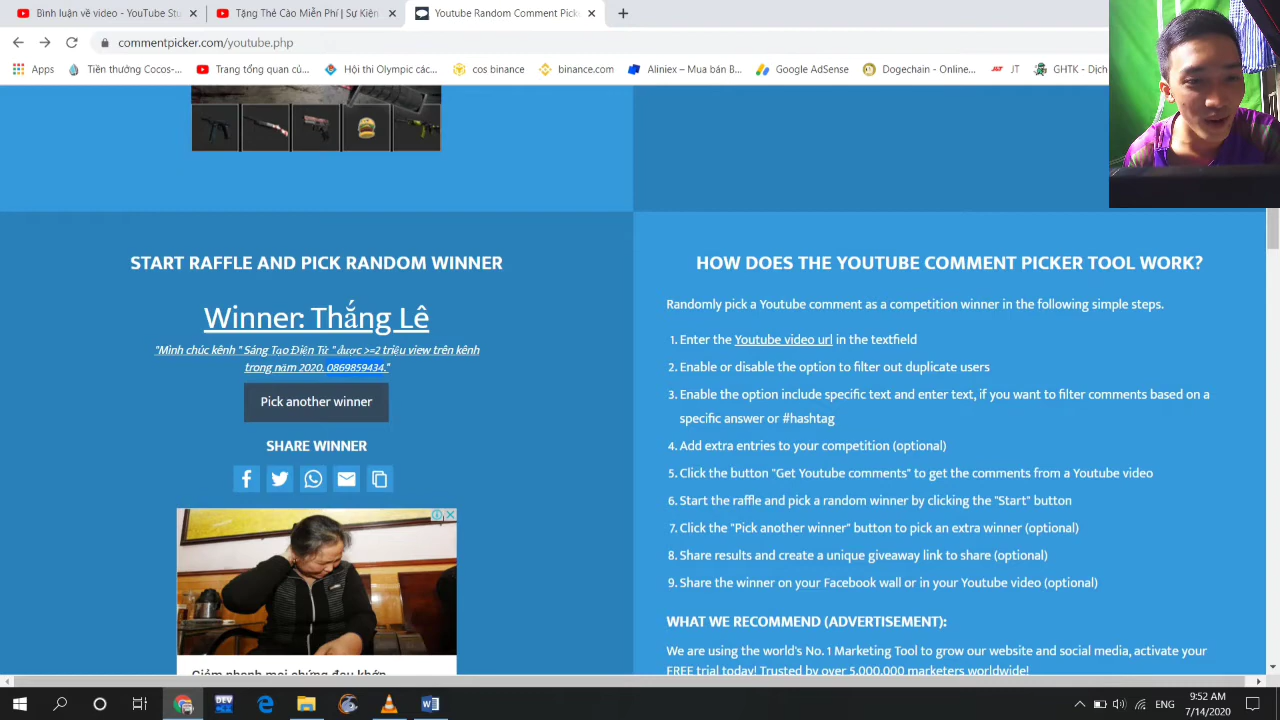 Bình luận về video - YouTube Stu
Tặng Thẻ Cào Miễn Phí | Sự Kiện
Youtube Random Comment Pick
commentpicker.com/youtube.php
Apps
Tiền thưởng Cocos-...
Trang tổng quan củ...
Hội thi Olympic các...
cos binance
binance.com
Aliniex – Mua bán B...
Google AdSense
Dogechain - Online...
JT
GHTK - Dịch
START RAFFLE AND PICK RANDOM WINNER
Winner: Thắng Lê
"Mình chúc kênh " Sáng Tạo Điện Tử " được >=2 triệu view trên kênh
trong năm 2020. 0869859434."
Pick another winner
SHARE WINNER
Giảm nhanh mọi chứng đau khớp
HOW DOES THE YOUTUBE COMMENT PICKER TOOL WORK?
Randomly pick a Youtube comment as a competition winner in the following simple steps.
1. Enter the Youtube video url in the textfield
2. Enable or disable the option to filter out duplicate users
3. Enable the option include specific text and enter text, if you want to filter comments based on a
specific answer or #hashtag
4. Add extra entries to your competition (optional)
5. Click the button "Get Youtube comments" to get the comments from a Youtube video
6. Start the raffle and pick a random winner by clicking the "Start" button
7. Click the "Pick another winner" button to pick an extra winner (optional)
8. Share results and create a unique giveaway link to share (optional)
9. Share the winner on your Facebook wall or in your Youtube video (optional)
WHAT WE RECOMMEND (ADVERTISEMENT):
We are using the world's No. 1 Marketing Tool to grow our website and social media, activate your
FREE trial today! Trusted by over 5,000,000 marketers worldwide!
DEV
ENG
9:52 AM
7/14/2020